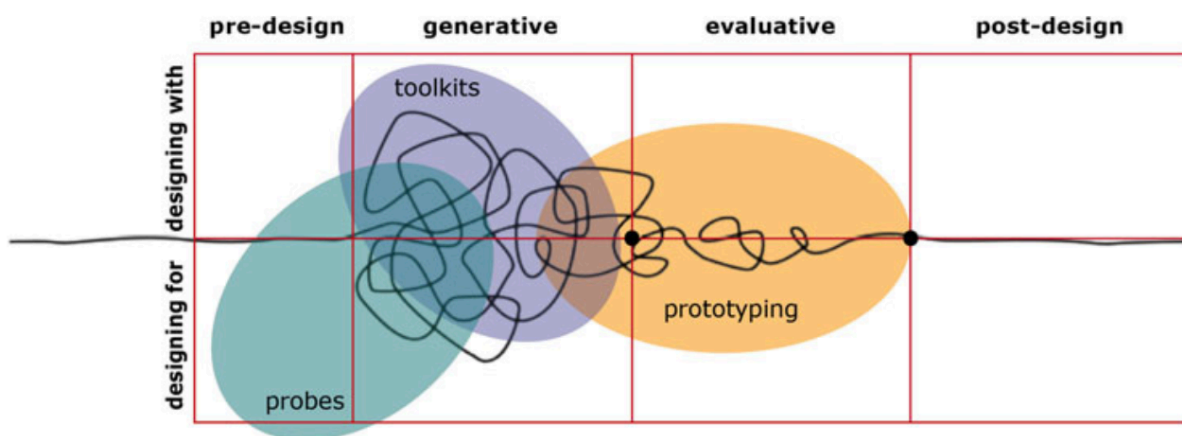 pre-design
generative
evaluative
post-design
designing with
toolkits
designing for
prototyping
probes